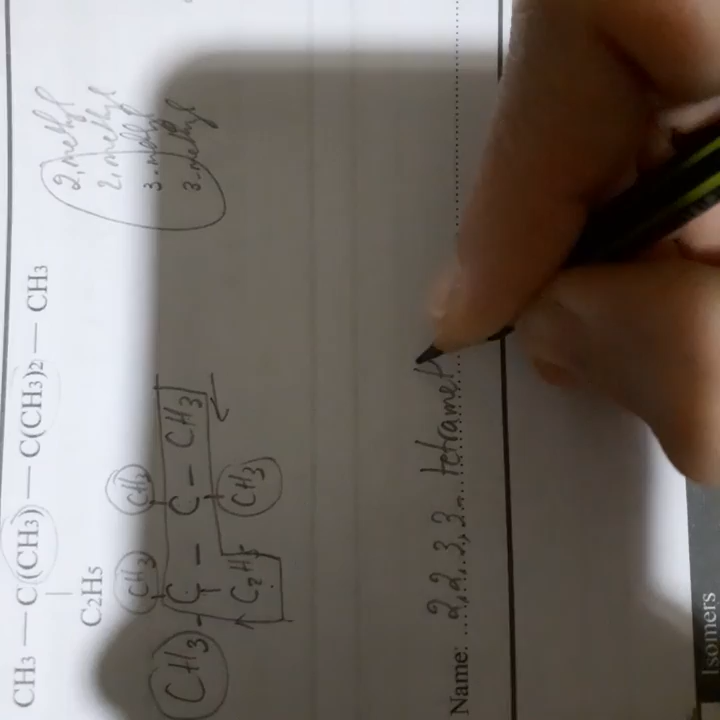 CH3 — C(CH3) — C(CH3)2 — CH3
C2H5
2, methyl
2, methyl
3-methyl
3-methyl
CH3 CH3
CH3 - C - C - CH3
C2H5 CH3
Name: 2,2,3,3- tetramet
Isomers